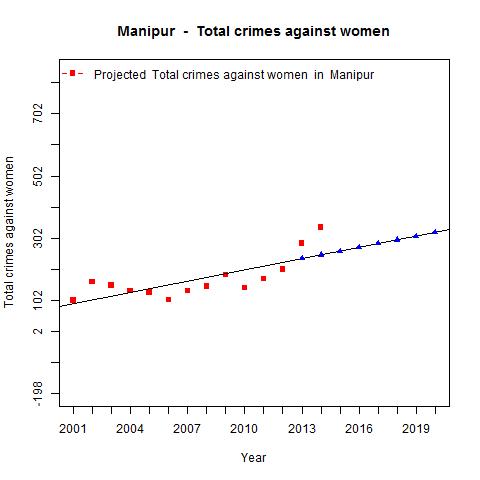 Manipur - Total crimes against women
Projected Total crimes against women in Manipur
Total crimes against women
702
502
302
102
2
-198
2001 2004 2007 2010 2013 2016 2019
Year